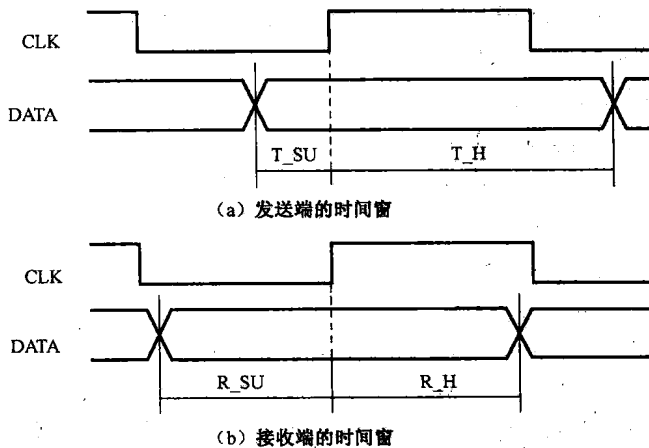 CLK
DATA
T_SU T_H
(a) 发送端的时间窗
CLK
DATA
R_SU R_H
(b) 接收端的时间窗